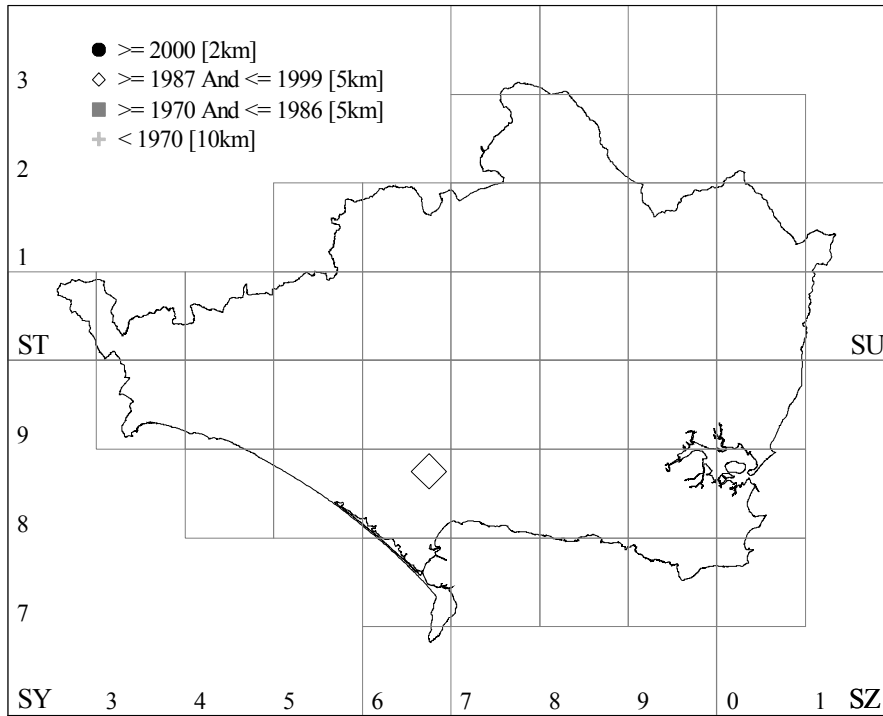 >= 2000 [2km]
>= 1987 And <= 1999 [5km]
>= 1970 And <= 1986 [5km]
< 1970 [10km]
3
2
1
ST SU
9
8
7
SY 3 4 5 6 7 8 9 0 1 SZ